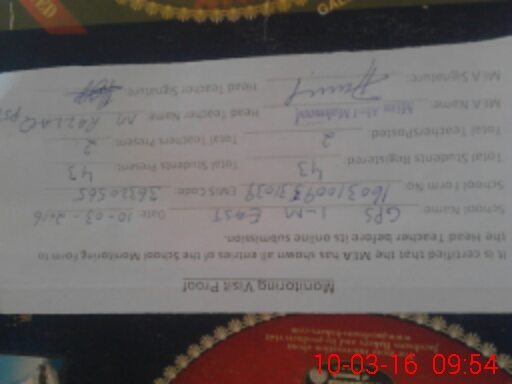 Monitoring Visit Proof
It is certified that the MEA has shown all entries of the School Monitoring Form to
the Head Teacher before its online submission.
School Name: GPS 1-M EAST Date: 10-03-2016
School Form No: EMIS Code: 36320565
Total Students Registered: 43 Total Students Present: 43
Total Teachers Posted: 2 Total Teachers Present: 2
MEA Name: Head Teacher Name: M RAZZAQ PST
MEA Signature: Head Teacher Signature:
10-03-16 09:54